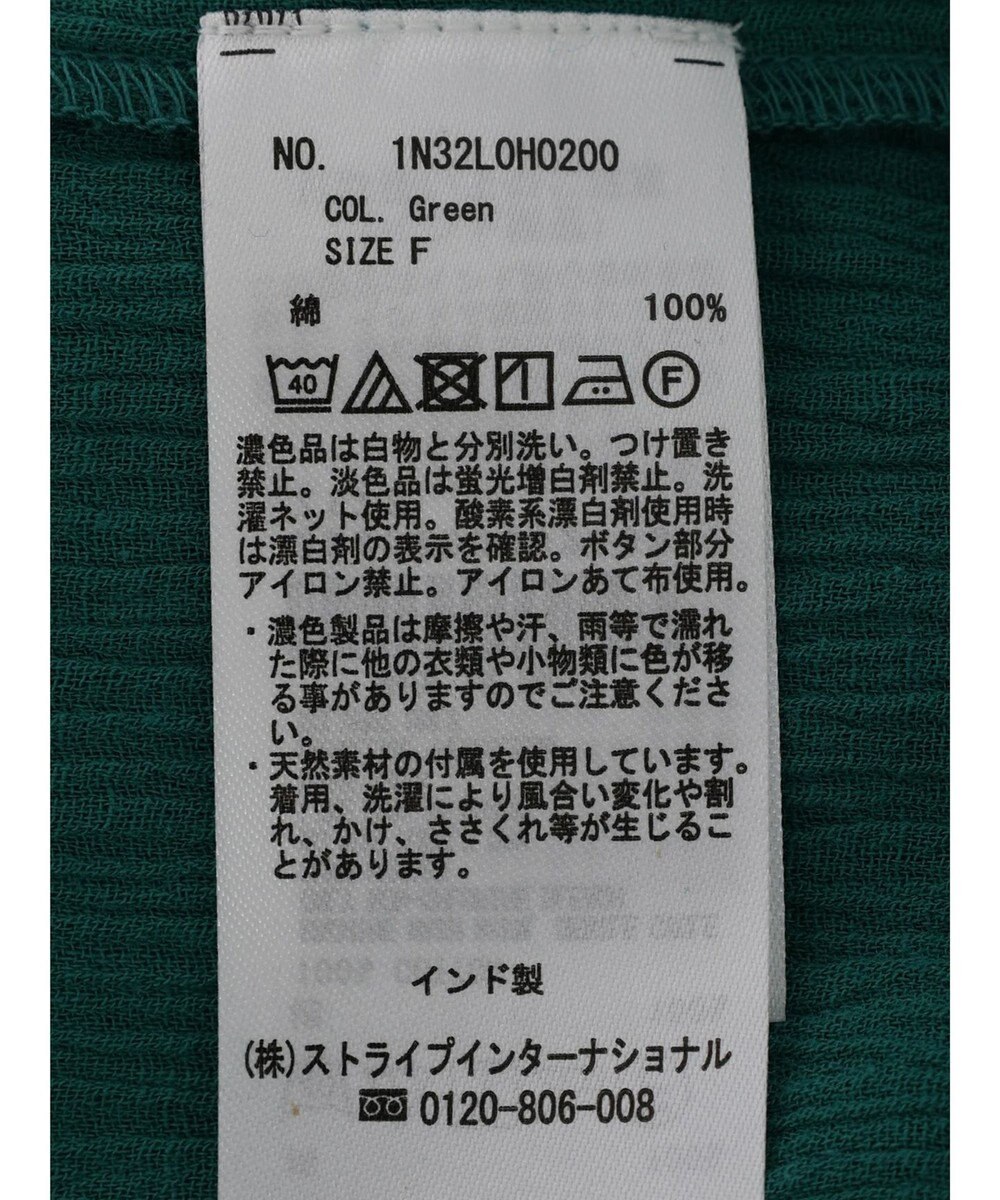 NO. 1N32L0H0200
COL. Green
SIZE F
綿 100%
40 F
濃色品は白物と分別洗い。つけ置き
禁止。淡色品は蛍光増白剤禁止。洗
濯ネット使用。酸素系漂白剤使用時
は漂白剤の表示を確認。ボタン部分
アイロン禁止。アイロンあて布使用。
・濃色製品は摩擦や汗、雨等で濡れ
た際に他の衣類や小物類に色が移
る事がありますのでご注意くださ
い。
・天然素材の付属を使用しています。
着用、洗濯により風合い変化や割
れ、かけ、ささくれ等が生じるこ
とがあります。
インド製
(株)ストライプインターナショナル
0120-806-008